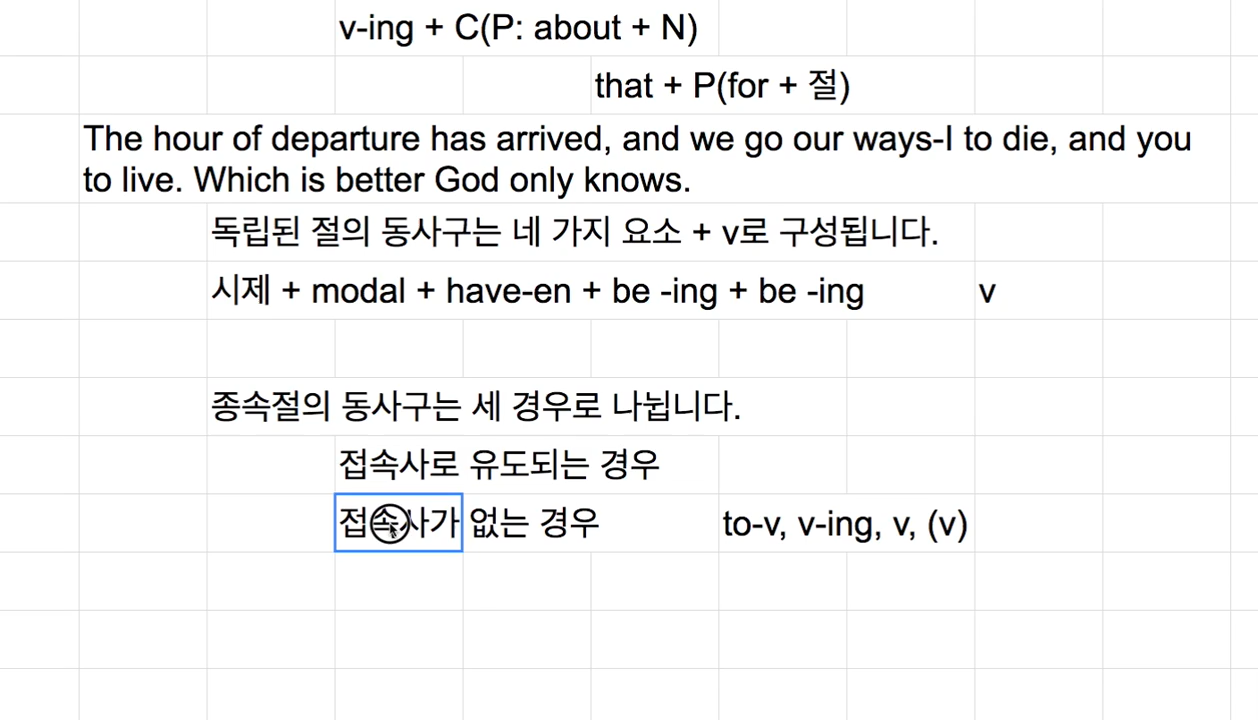 v-ing + C(P: about + N)
that + P(for + 절)
The hour of departure has arrived, and we go our ways-I to die, and you
to live. Which is better God only knows.
독립된 절의 동사구는 네 가지 요소 + v로 구성됩니다.
시제 + modal + have-en + be -ing + be -ing v
종속절의 동사구는 세 경우로 나뉩니다.
접속사로 유도되는 경우
접속사가 없는 경우 to-v, v-ing, v, (v)